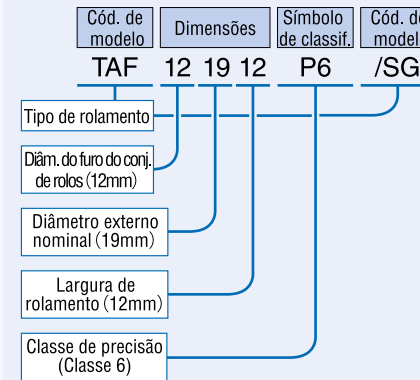 Cód. de
modelo
Dimensões
Símbolo
de classif.
Cód.
TAF 12 19 12 P6 /SG
Tipo de rolamento
Diâm. do furo do conj.
de rolos (12mm)
Diâmetro externo
nominal (19mm)
Largura de
rolamento (12mm)
Classe de precisão
(Classe 6)